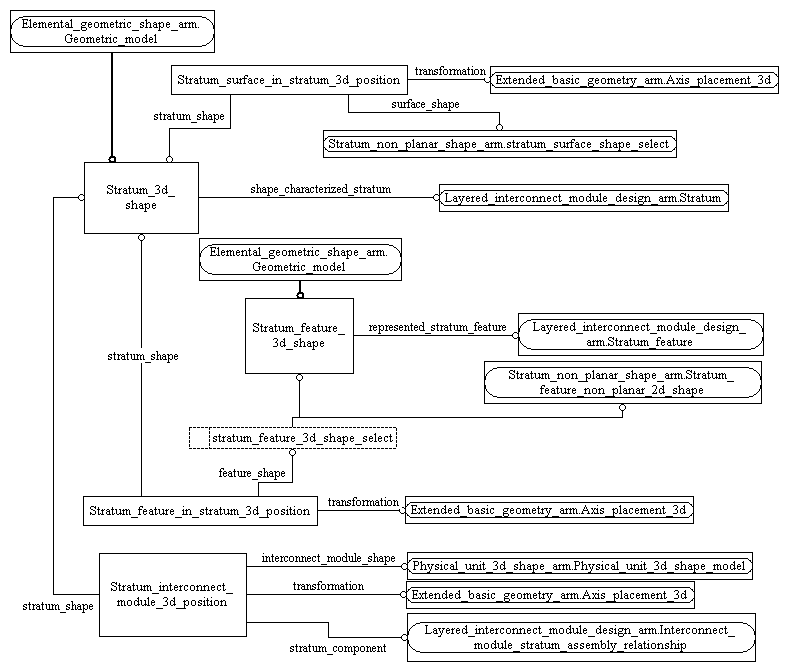 Elemental_geometric_shape_arm.
Geometric_model
Stratum_surface_in_stratum_3d_position
transformation
Extended_basic_geometry_arm.Axis_placement_3d
stratum_shape
surface_shape
Stratum_non_planar_shape_arm.stratum_surface_shape_select
Stratum_3d_
shape
shape_characterized_stratum
Layered_interconnect_module_design_arm.Stratum
Elemental_geometric_shape_arm.
Geometric_model
Stratum_feature_
3d_shape
represented_stratum_feature
Layered_interconnect_module_design_
arm.Stratum_feature
stratum_shape
Stratum_non_planar_shape_arm.Stratum_
feature_non_planar_2d_shape
stratum_feature_3d_shape_select
feature_shape
Stratum_feature_in_stratum_3d_position
transformation
Extended_basic_geometry_arm.Axis_placement_3d
Stratum_interconnect_
module_3d_position
interconnect_module_shape
Physical_unit_3d_shape_arm.Physical_unit_3d_shape_model
transformation
Extended_basic_geometry_arm.Axis_placement_3d
stratum_shape
stratum_component
Layered_interconnect_module_design_arm.Interconnect_
module_stratum_assembly_relationship